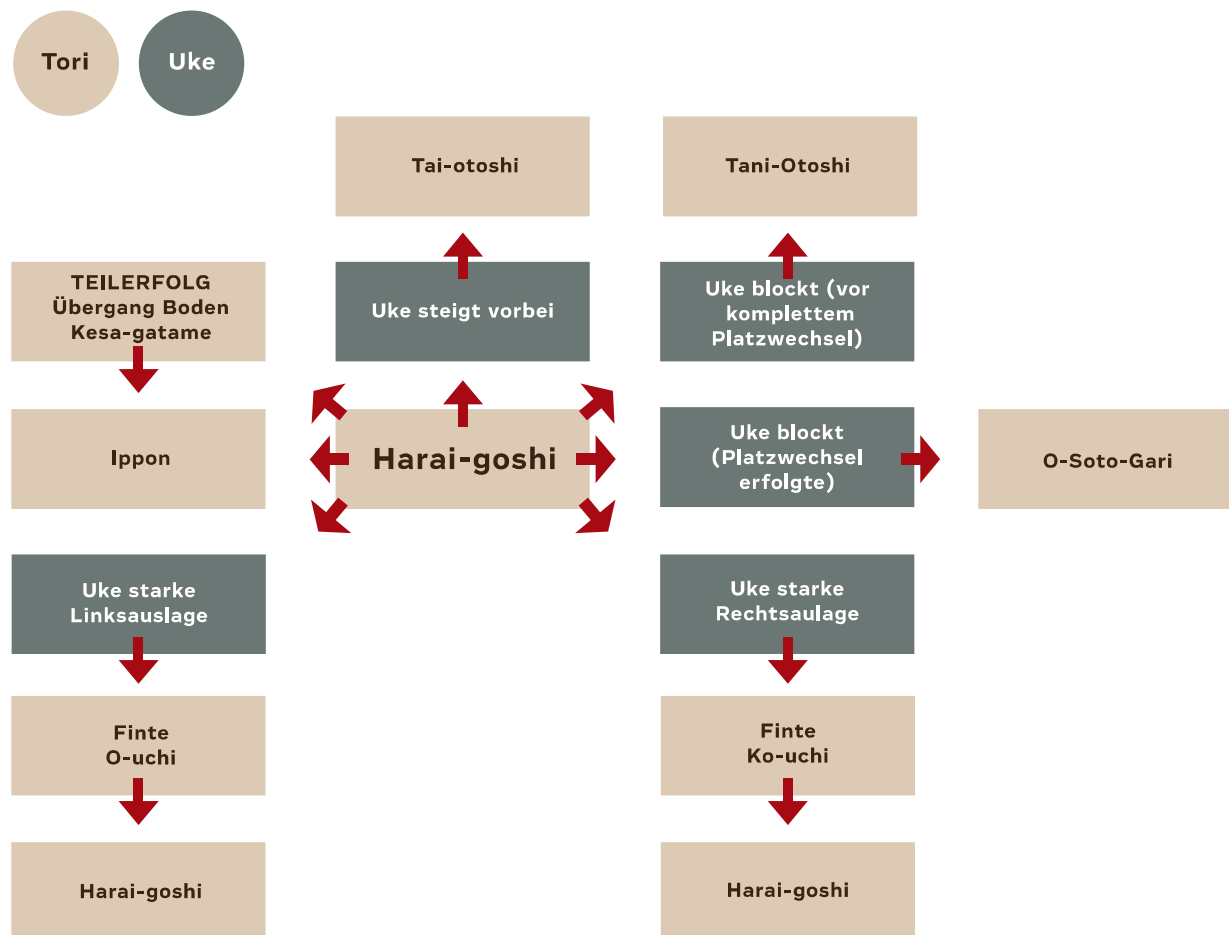 Tori
Uke
Tai-otoshi
Tani-Otoshi
TEILERFOLG
Übergang Boden
Kesa-gatame
Uke steigt vorbei
Uke blockt (vor
komplettem
Platzwechsel)
Ippon
Harai-goshi
Uke blockt
(Platzwechsel
erfolgte)
O-Soto-Gari
Uke starke
Linksauslage
Uke starke
Rechtsaulage
Finte
O-uchi
Finte
Ko-uchi
Harai-goshi
Harai-goshi